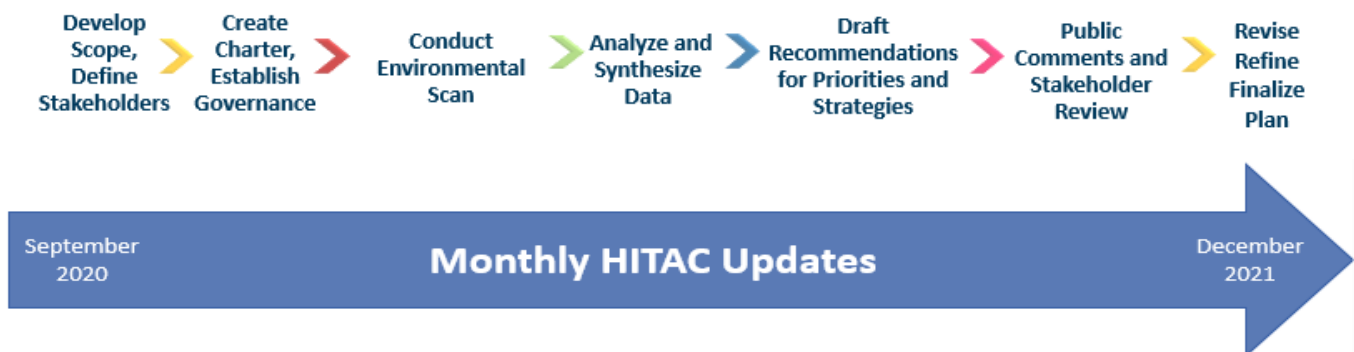 Develop
Scope,
Define
Stakeholders
Create
Charter,
Establish
Governance
Conduct
Environmental
Scan
Analyze and
Synthesize
Data
Draft
Recommendations
for Priorities and
Strategies
Public
Comments and
Stakeholder
Review
Revise
Refine
Finalize
Plan
September
2020
Monthly HITAC Updates
December
2021